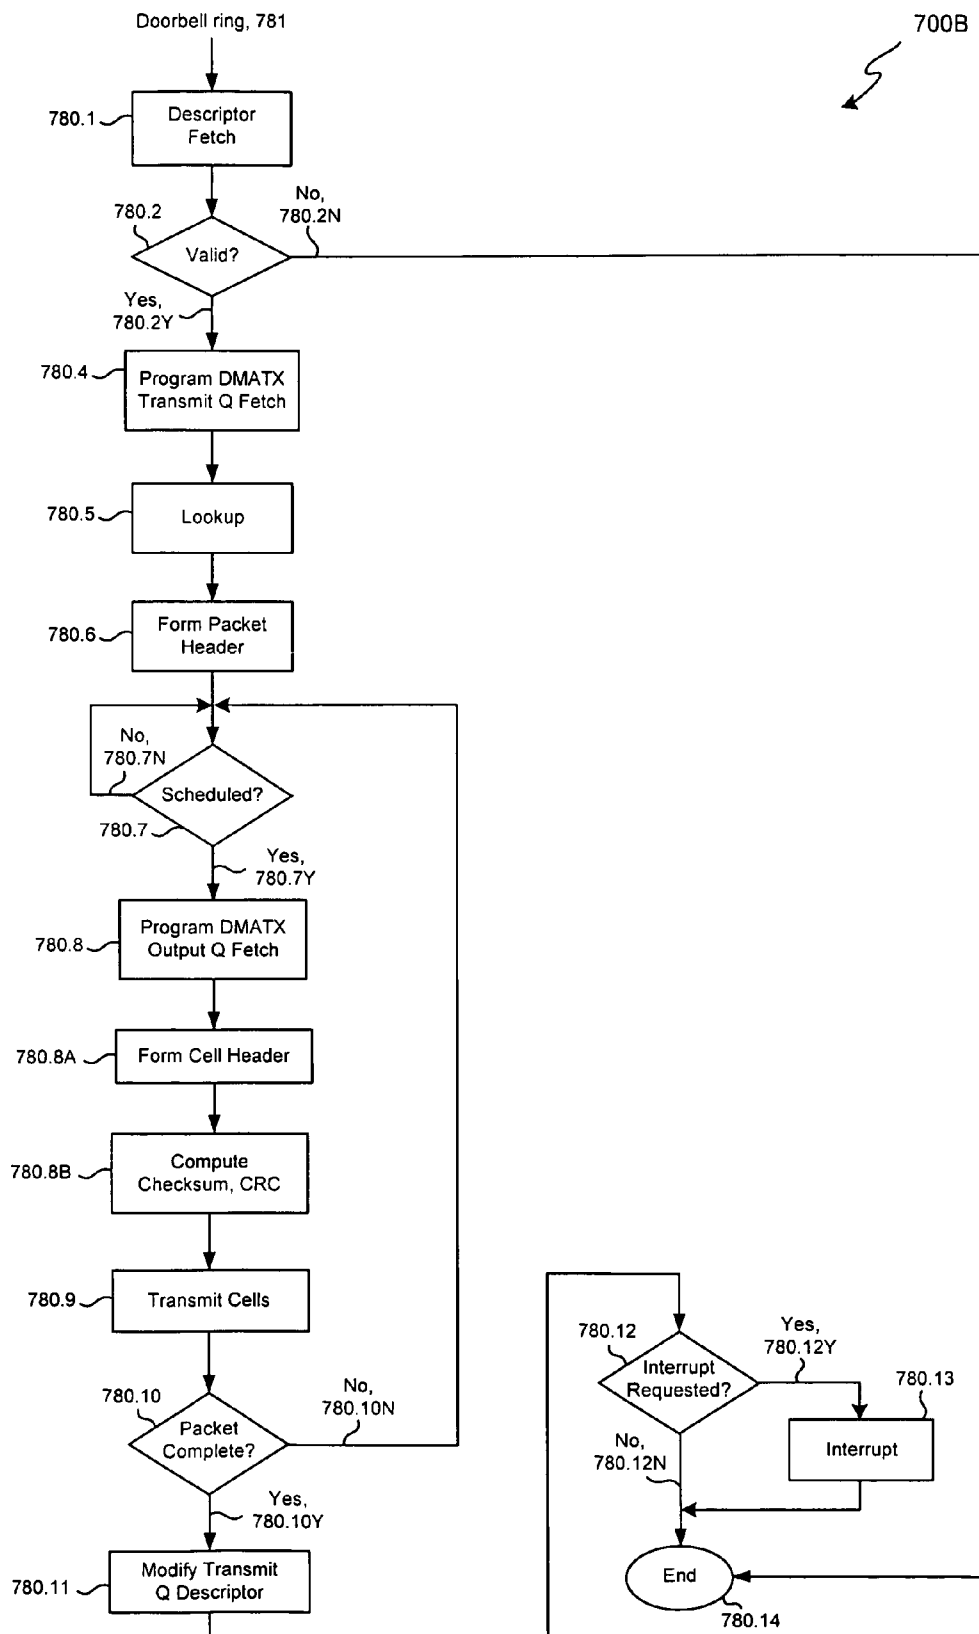 Doorbell ring, 781
700B
780.1
Descriptor
Fetch
No,
780.2N
780.2
Valid?
Yes,
780.2Y
780.4
Program DMATX
Transmit Q Fetch
780.5
Lookup
780.6
Form Packet
Header
No,
780.7N
Scheduled?
780.7
Yes,
780.7Y
780.8
Program DMATX
Output Q Fetch
780.8A
Form Cell Header
780.8B
Compute
Checksum, CRC
780.9
Transmit Cells
780.10
Packet
Complete?
No,
780.10N
Yes,
780.10Y
780.11
Modify Transmit
Q Descriptor
780.12
Interrupt
Requested?
Yes,
780.12Y
780.13
Interrupt
No,
780.12N
End
780.14